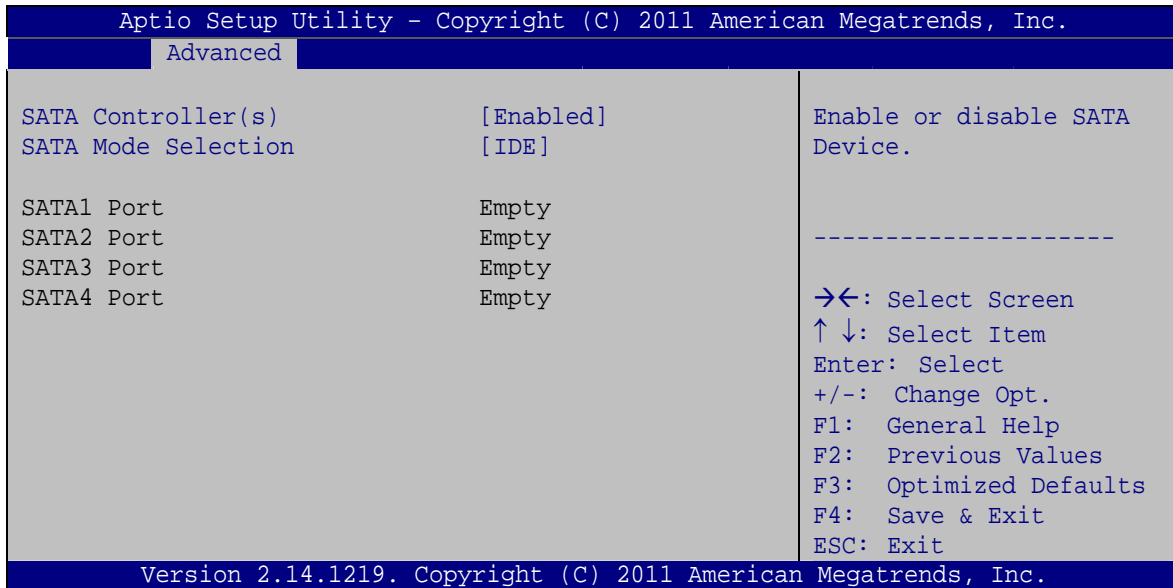 Aptio Setup Utility – Copyright (C) 2011 American Megatrends, Inc.
Advanced
SATA Controller(s) [Enabled]
SATA Mode Selection [IDE]
SATA1 Port Empty
SATA2 Port Empty
SATA3 Port Empty
SATA4 Port Empty
Enable or disable SATA
Device.
---------------------
→←: Select Screen
↑ ↓: Select Item
Enter: Select
+/-: Change Opt.
F1: General Help
F2: Previous Values
F3: Optimized Defaults
F4: Save & Exit
ESC: Exit
Version 2.14.1219. Copyright (C) 2011 American Megatrends, Inc.